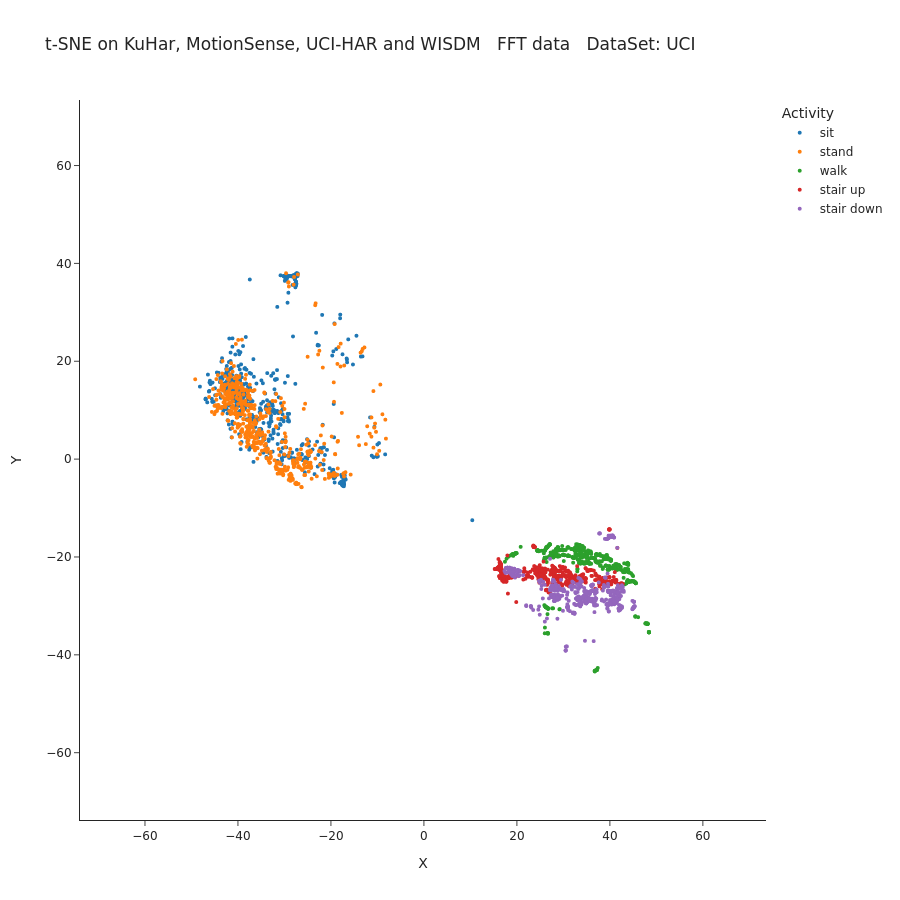 t-SNE on KuHar, MotionSense, UCI-HAR and WISDM   FFT data   DataSet: UCI
Activity
sit
stand
walk
stair up
stair down
60
40
20
0
−20
−40
−60
Y
−60
−40
−20
0
20
40
60
X